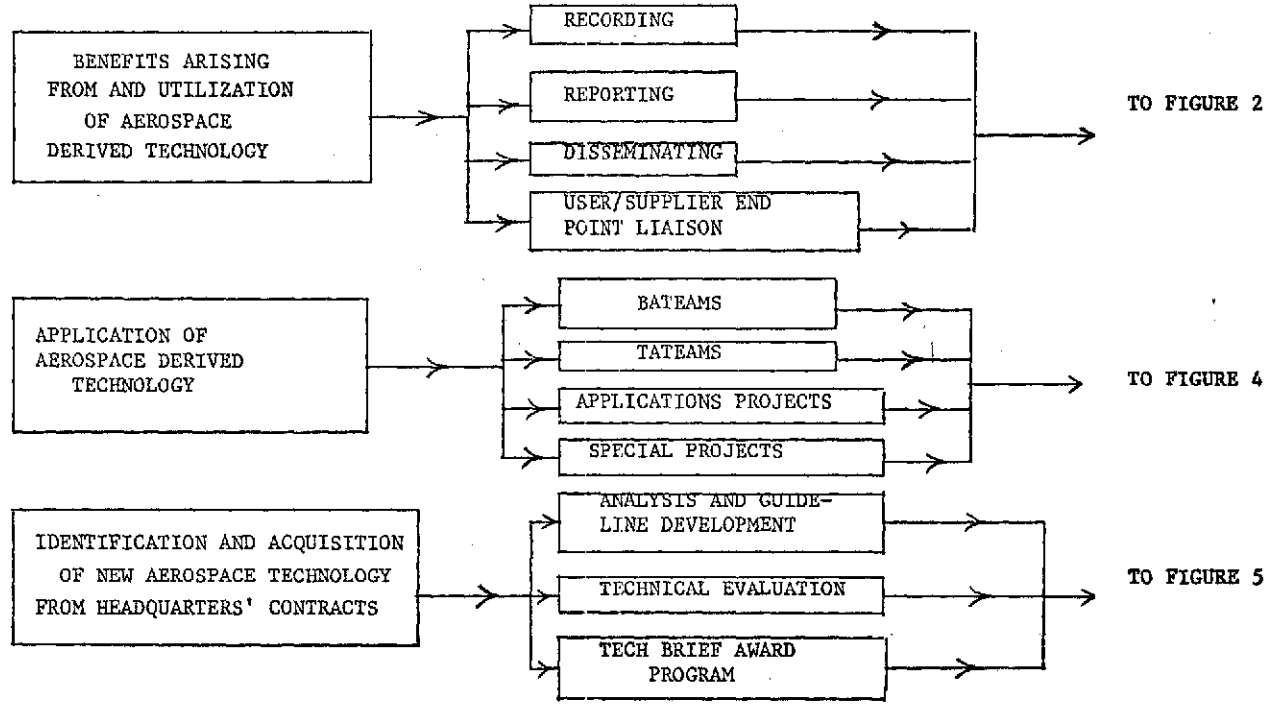 BENEFITS ARISING
FROM AND UTILIZATION
OF AEROSPACE
DERIVED TECHNOLOGY
RECORDING
REPORTING
DISSEMINATING
USER/SUPPLIER END
POINT LIAISON
TO FIGURE 2
APPLICATION OF
AEROSPACE DERIVED
TECHNOLOGY
BATEAMS
TATEAMS
APPLICATIONS PROJECTS
SPECIAL PROJECTS
TO FIGURE 4
IDENTIFICATION AND ACQUISITION
OF NEW AEROSPACE TECHNOLOGY
FROM HEADQUARTERS' CONTRACTS
ANALYSIS AND GUIDE-
LINE DEVELOPMENT
TECHNICAL EVALUATION
TECH BRIEF AWARD
PROGRAM
TO FIGURE 5